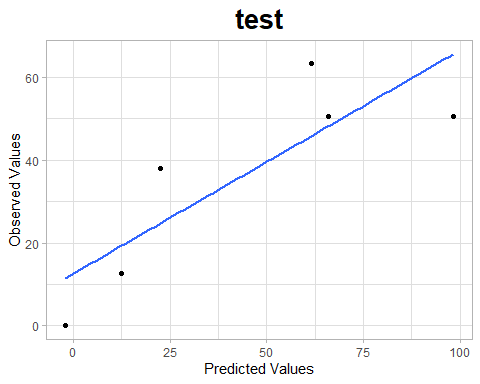 test
Observed Values
60
40
20
0
0 25 50 75 100
Predicted Values